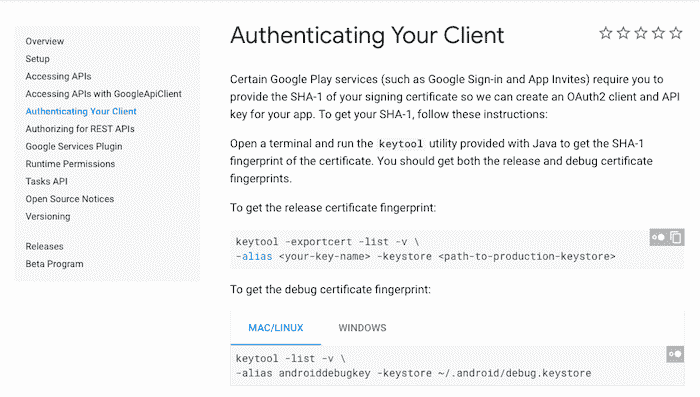 Overview
Setup
Accessing APIs
Accessing APIs with GoogleApiClient
Authenticating Your Client
Authorizing for REST APIs
Google Services Plugin
Runtime Permissions
Tasks API
Open Source Notices
Versioning
Releases
Beta Program
Authenticating Your Client
Certain Google Play services (such as Google Sign-in and App Invites) require you to
provide the SHA-1 of your signing certificate so we can create an OAuth2 client and API
key for your app. To get your SHA-1, follow these instructions:
Open a terminal and run the keytool utility provided with Java to get the SHA-1
fingerprint of the certificate. You should get both the release and debug certificate
fingerprints.
To get the release certificate fingerprint:
keytool -exportcert -list -v \
-alias <your-key-name> -keystore <path-to-production-keystore>
To get the debug certificate fingerprint:
MAC/LINUX WINDOWS
keytool -list -v \
-alias androiddebugkey -keystore ~/.android/debug.keystore